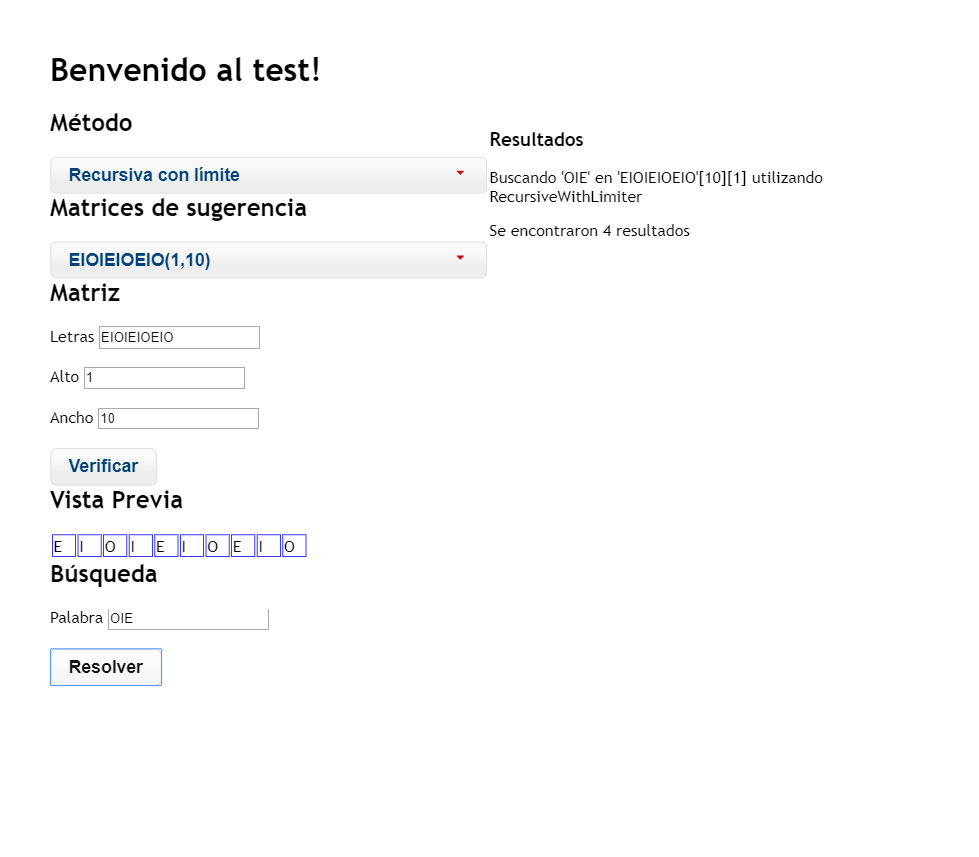 Benvenido al test!
Método
Recursiva con límite
Matrices de sugerencia
EIOIEIOEIO(1,10)
Matriz
Letras EIOIEIOEIO
Alto 1
Ancho 10
Verificar
Vista Previa
E I O I E I O E I O
Búsqueda
Palabra OIE
Resolver
Resultados
Buscando 'OIE' en 'EIOIEIOEIO'[10][1] utilizando
RecursiveWithLimiter
Se encontraron 4 resultados